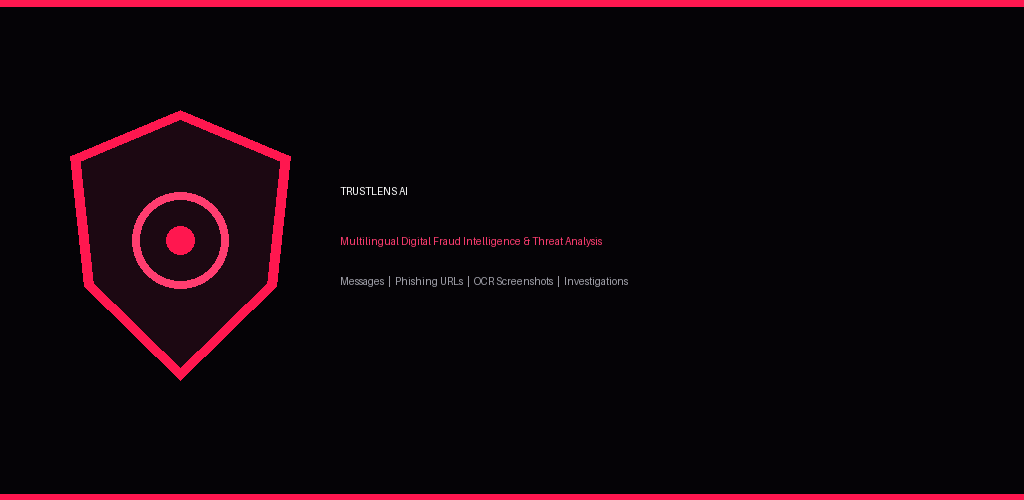 TRUSTLENS AI
Multilingual Digital Fraud Intelligence & Threat Analysis
Messages | Phishing URLs | OCR Screenshots | Investigations